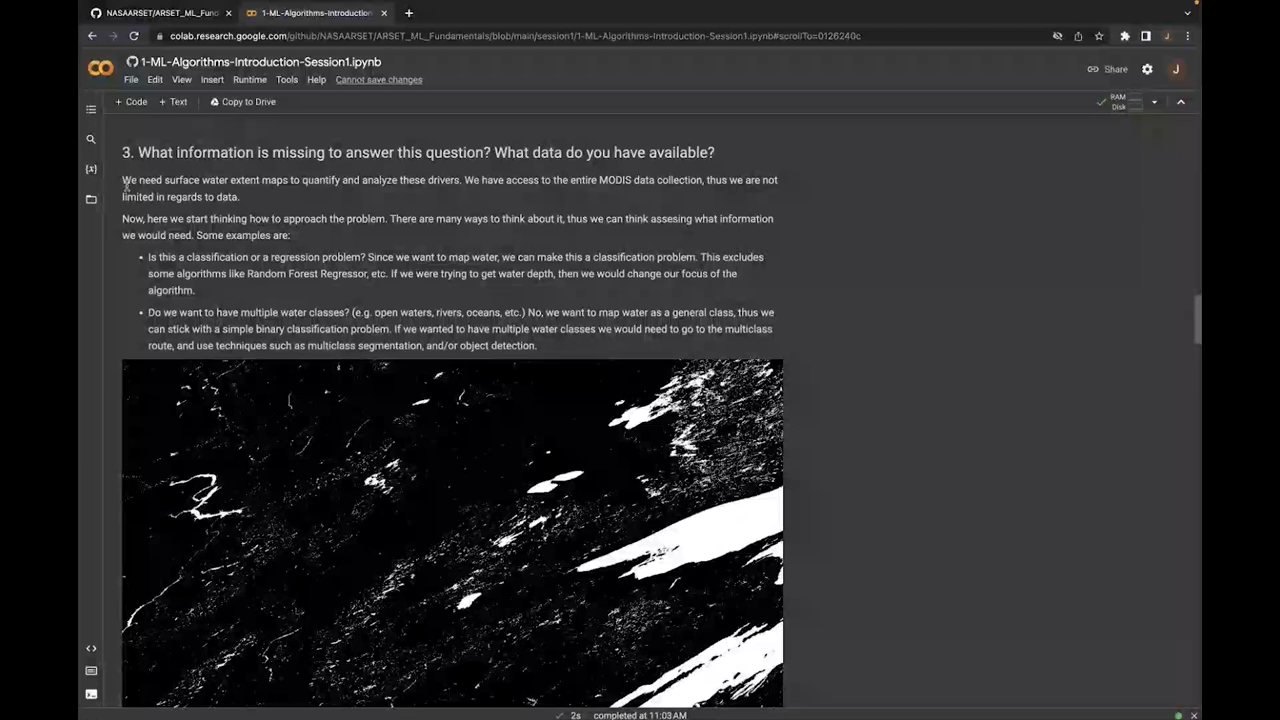 NASAARSET/ARSET_ML_Fun
1-ML-Algorithms-Introduction
colab.research.google.com/github/NASAARSET/ARSET_ML_Fundamentals/blob/main/session1/1-ML-Algorithms-Introduction-Session1.ipynb#scrollTo=0126240c
J
1-ML-Algorithms-Introduction-Session1.ipynb
File Edit View Insert Runtime Tools Help Cannot save changes
Share
J
+ Code + Text Copy to Drive
RAM
Disk
3. What information is missing to answer this question? What data do you have available?
We need surface water extent maps to quantify and analyze these drivers. We have access to the entire MODIS data collection, thus we are not
limited in regards to data.
Now, here we start thinking how to approach the problem. There are many ways to think about it, thus we can think assesing what information
we would need. Some examples are:
• Is this a classification or a regression problem? Since we want to map water, we can make this a classification problem. This excludes
some algorithms like Random Forest Regressor, etc. If we were trying to get water depth, then we would change our focus of the
algorithm.
• Do we want to have multiple water classes? (e.g. open waters, rivers, oceans, etc.) No, we want to map water as a general class, thus we
can stick with a simple binary classification problem. If we wanted to have multiple water classes we would need to go to the multiclass
route, and use techniques such as multiclass segmentation, and/or object detection.
2s completed at 11:03 AM